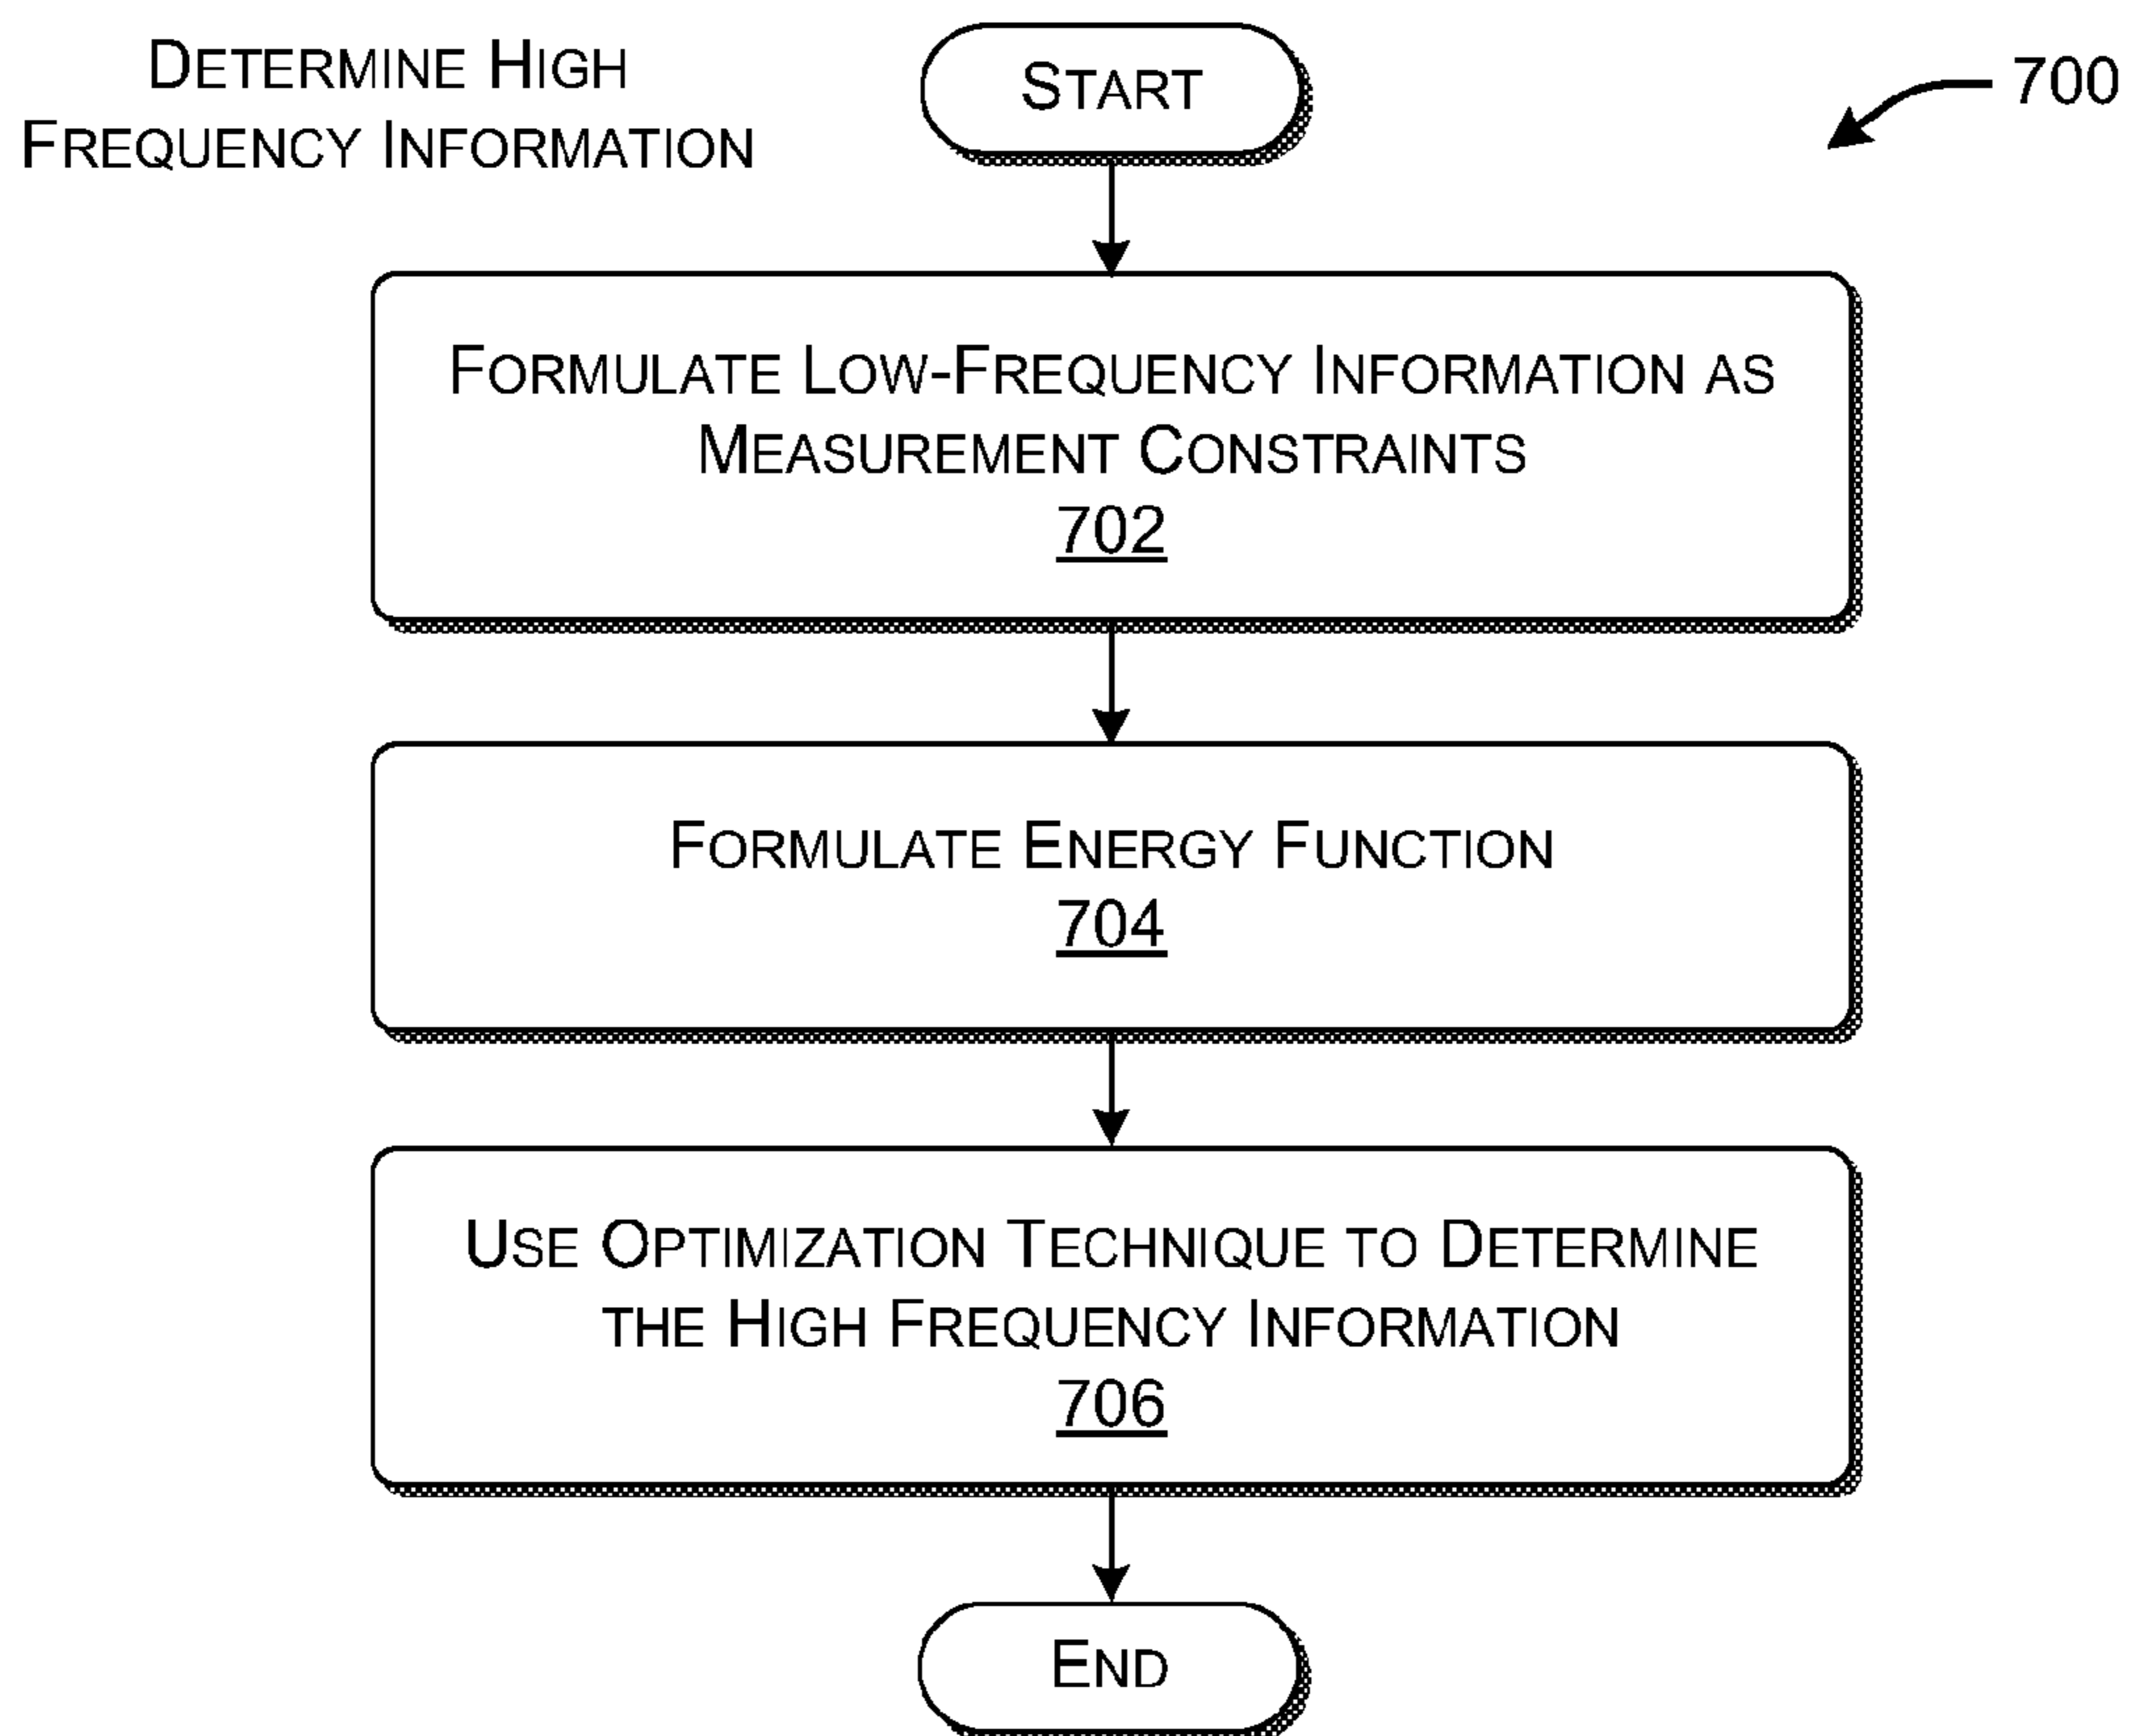 DETERMINE HIGH
FREQUENCY INFORMATION
START
700
FORMULATE LOW-FREQUENCY INFORMATION AS
MEASUREMENT CONSTRAINTS
702
FORMULATE ENERGY FUNCTION
704
USE OPTIMIZATION TECHNIQUE TO DETERMINE
THE HIGH FREQUENCY INFORMATION
706
END